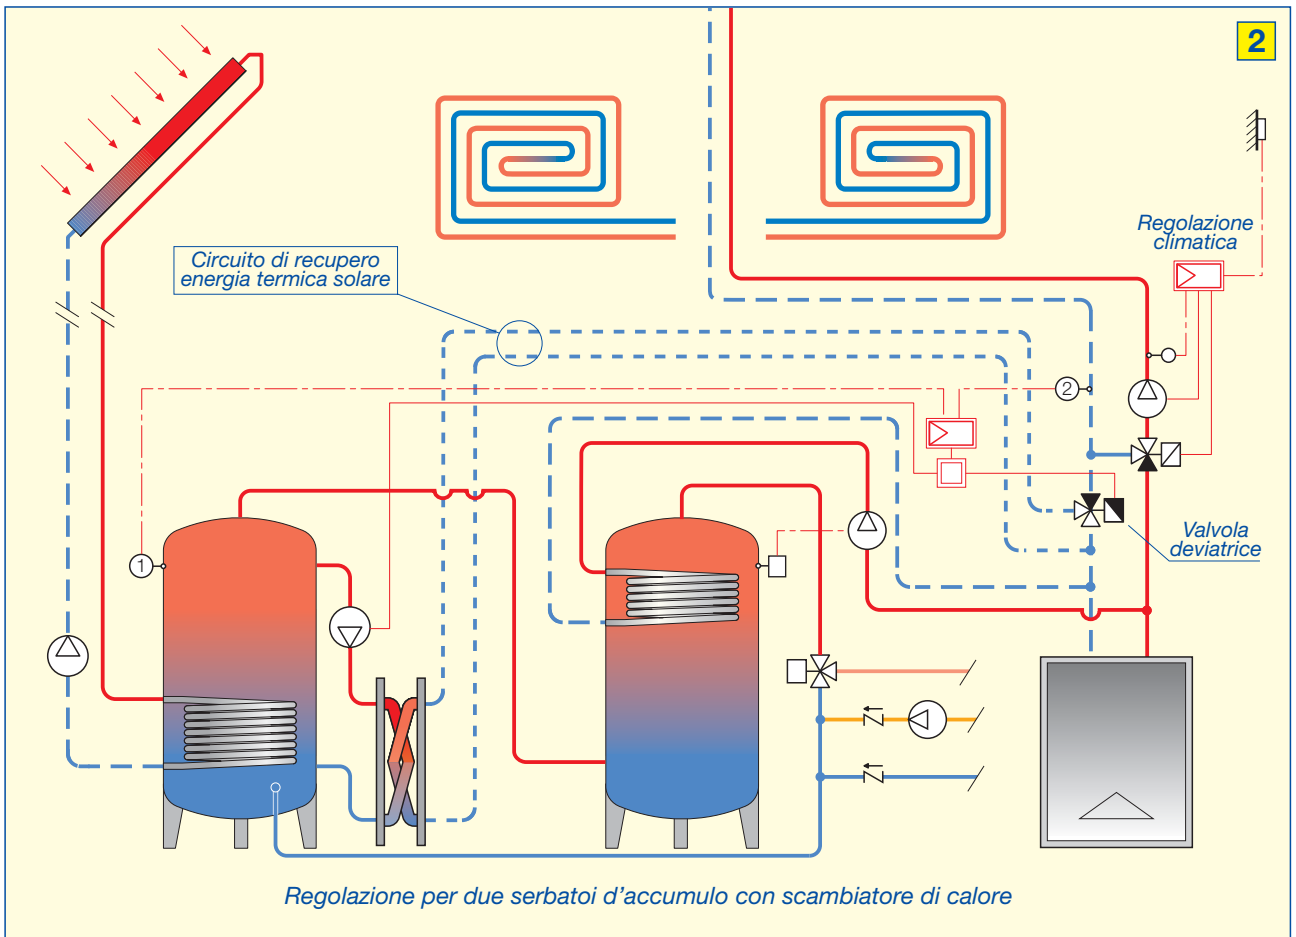 2
Regolazione
climatica
Circuito di recupero
energia termica solare
2
1
Valvola
deviatrice
Regolazione per due serbatoi d'accumulo con scambiatore di calore